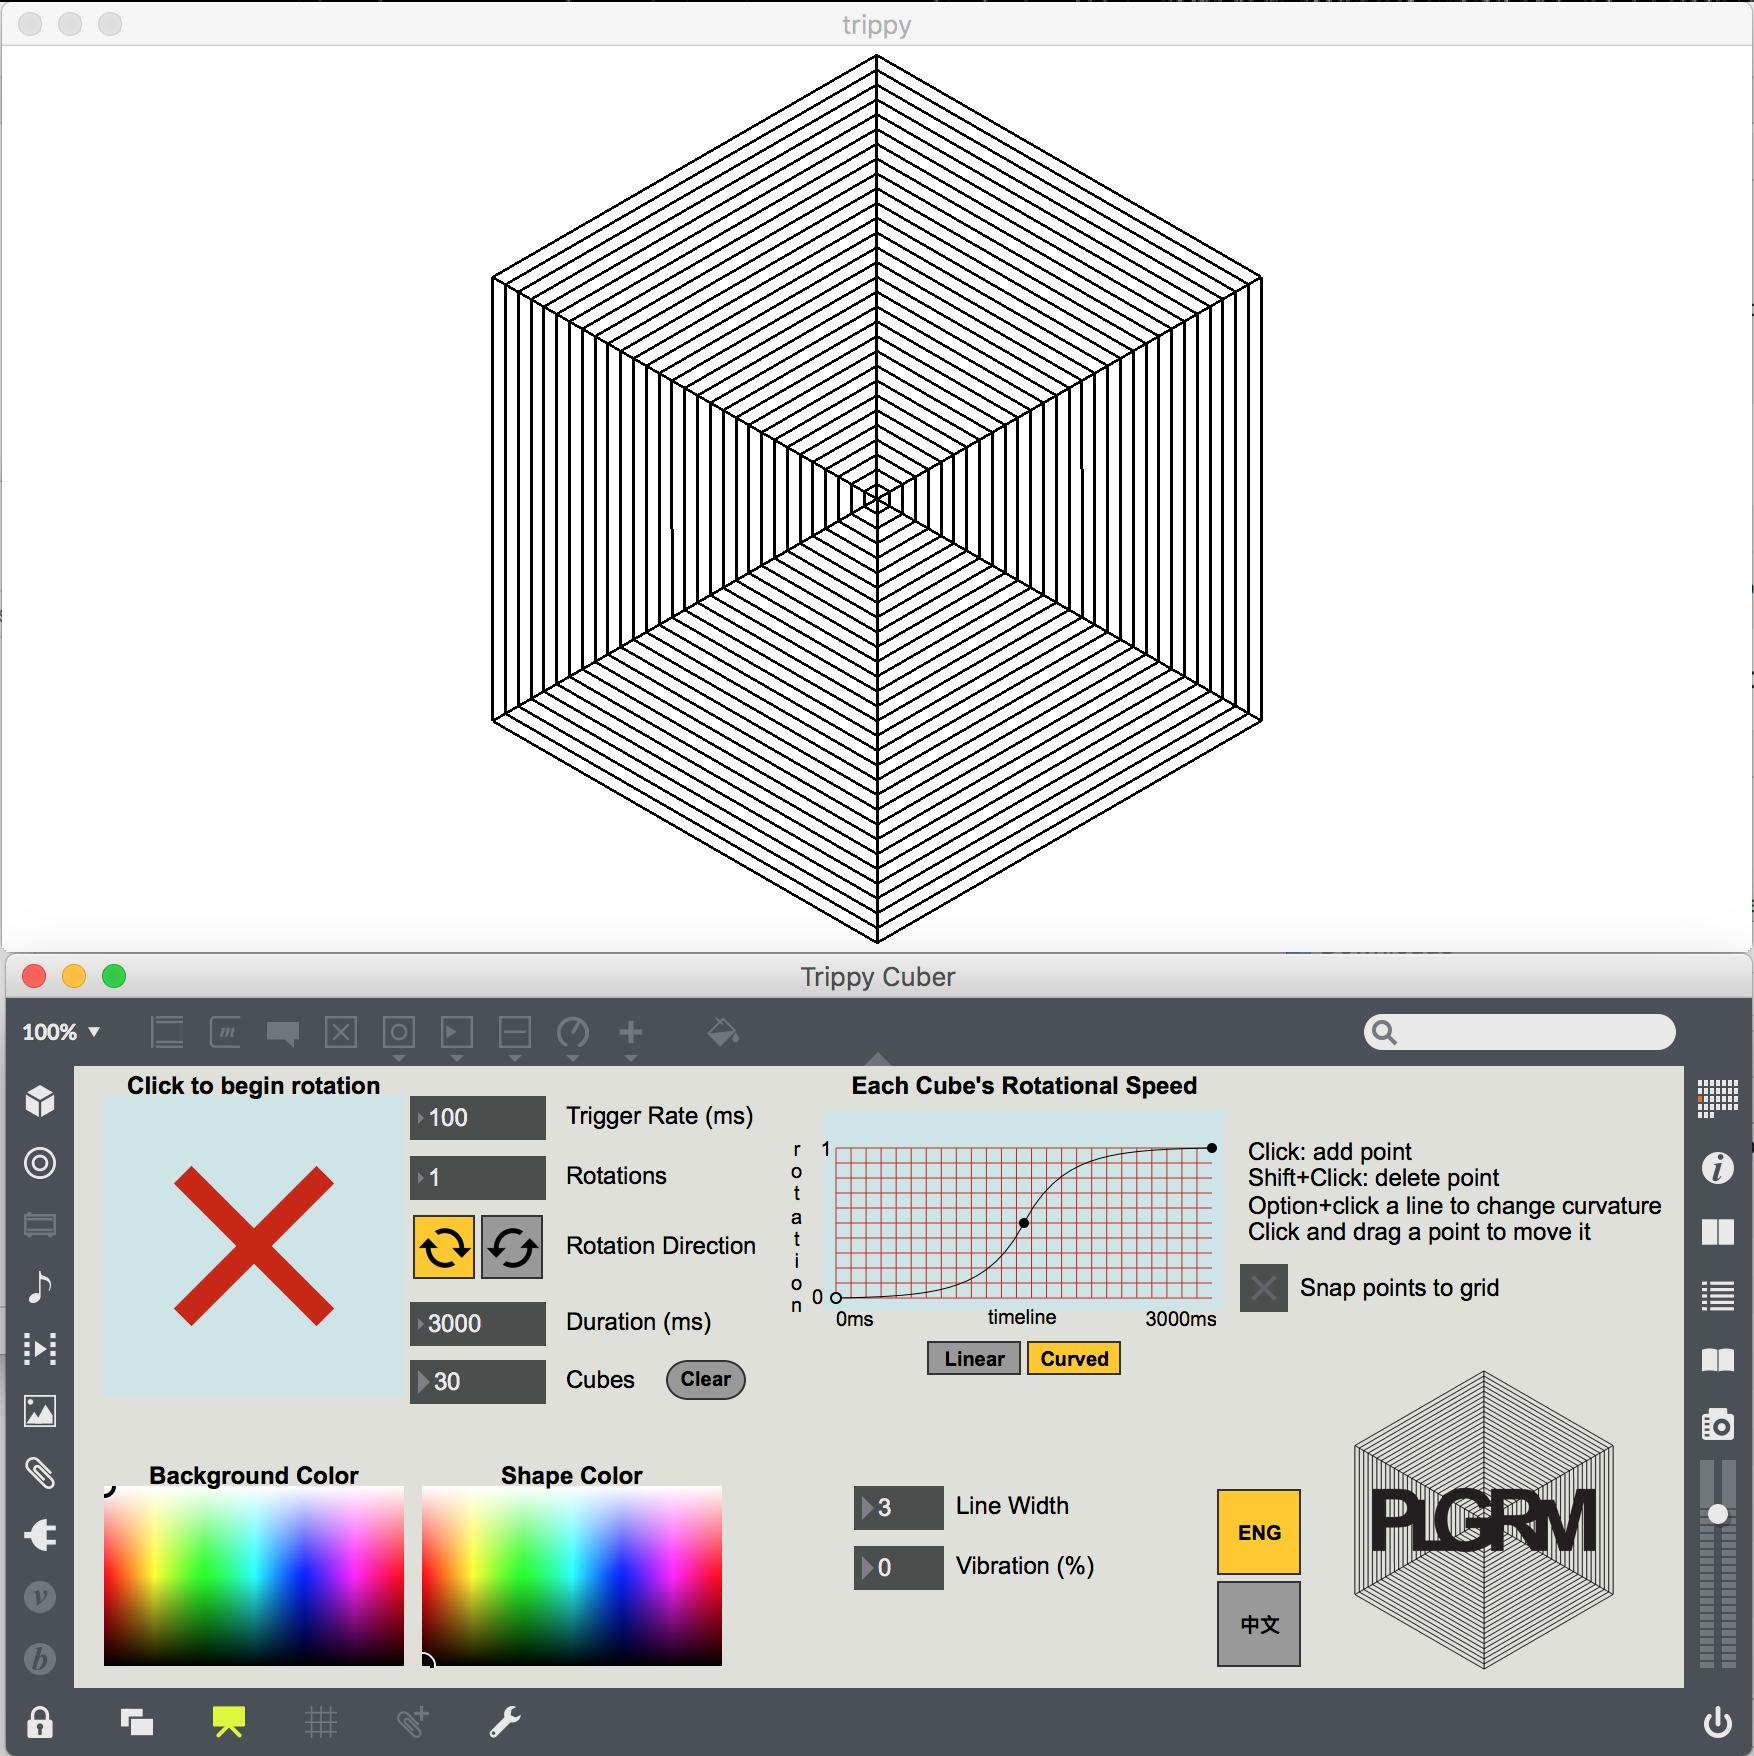 trippy
Trippy Cuber
100%
m
Click to begin rotation
100
Trigger Rate (ms)
1
Rotations
Rotation Direction
3000
Duration (ms)
30
Cubes
Clear
Each Cube's Rotational Speed
rotation
1
0
0ms
timeline
3000ms
Linear
Curved
Click: add point
Shift+Click: delete point
Option+click a line to change curvature
Click and drag a point to move it
Snap points to grid
Background Color
Shape Color
3
Line Width
0
Vibration (%)
ENG
中文
PLGRM
i
v
b